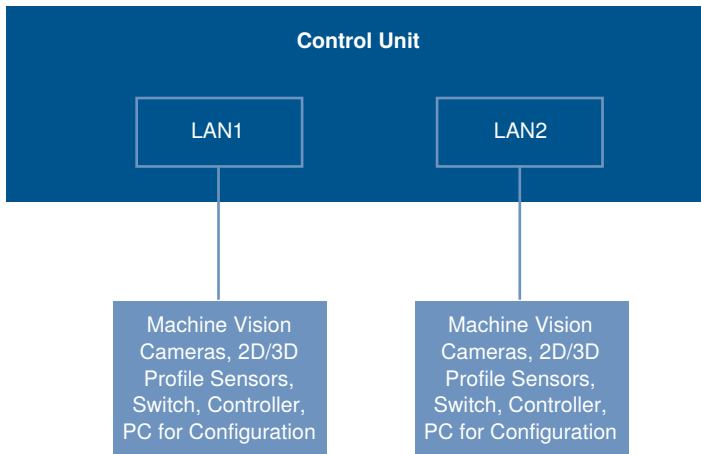 Control Unit
LAN1
LAN2
Machine Vision
Cameras, 2D/3D
Profile Sensors,
Switch, Controller,
PC for Configuration
Machine Vision
Cameras, 2D/3D
Profile Sensors,
Switch, Controller,
PC for Configuration